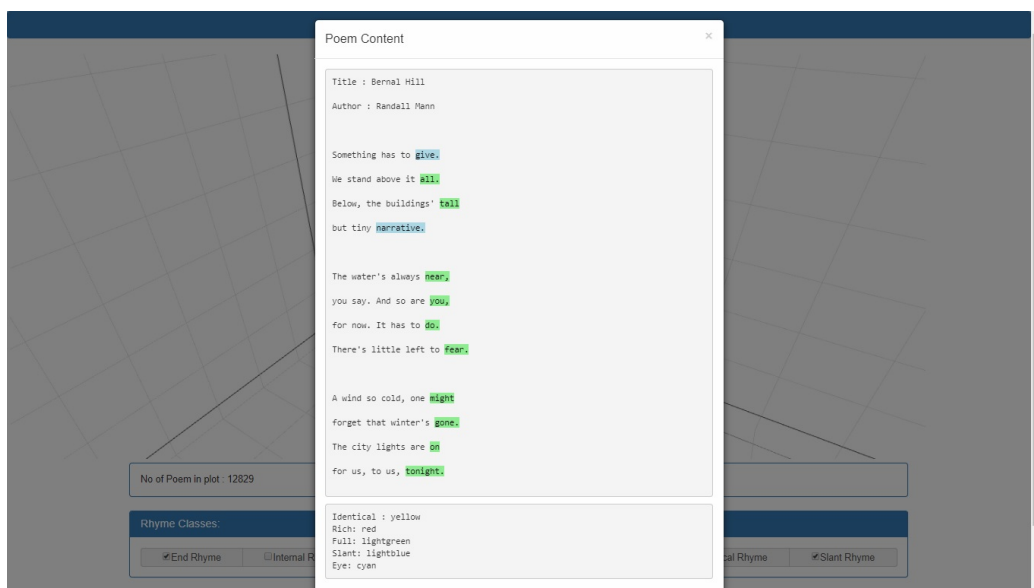 Poem Content ×
Title : Bernal Hill
Author : Randall Mann
Something has to give.
We stand above it all.
Below, the buildings' tall
but tiny narrative.
The water's always near,
you say. And so are you,
for now. It has to do.
There's little left to fear.
A wind so cold, one might
forget that winter's gone.
The city lights are on
for us, to us, tonight.
No of Poem in plot : 12829
Identical : yellow
Rich: red
Full: lightgreen
Slant: lightblue
Eye: cyan
Rhyme Classes:
End Rhyme Internal R cal Rhyme Slant Rhyme